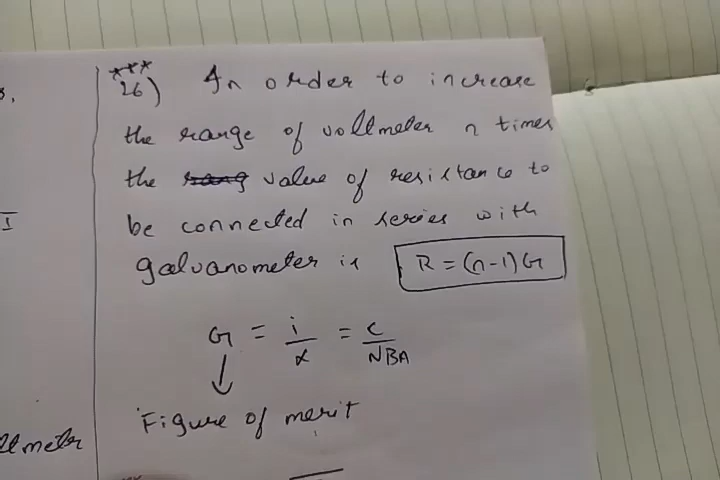 ***
26) In order to increase
the range of voltmeter n times
the rang value of resistance to
be connected in series with
galvanometer is R = (n-1)G
G = i/α = c/NBA
Figure of merit